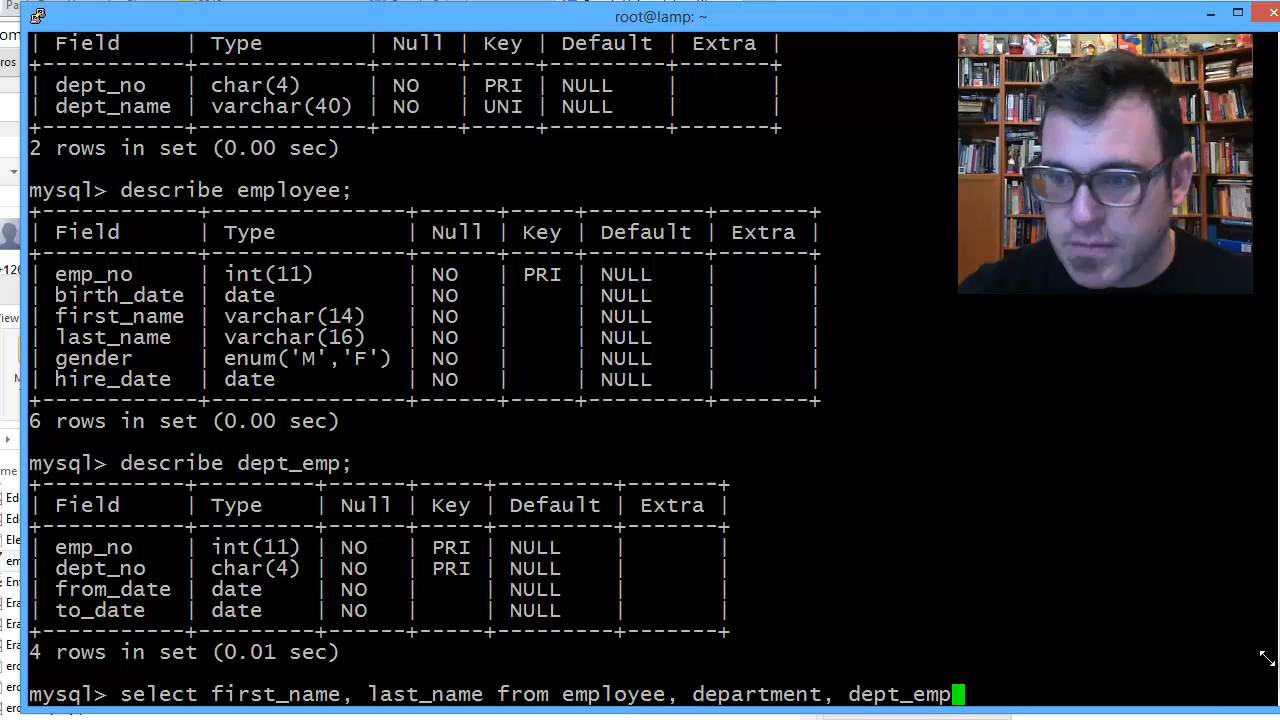 root@lamp: ~
| Field | Type | Null | Key | Default | Extra |
+-----------+-------------+------+-----+---------+-------+
| dept_no | char(4) | NO | PRI | NULL | |
| dept_name | varchar(40) | NO | UNI | NULL | |
+-----------+-------------+------+-----+---------+-------+
2 rows in set (0.00 sec)
mysql> describe employee;
+------------+---------------+------+-----+---------+-------+
| Field | Type | Null | Key | Default | Extra |
+------------+---------------+------+-----+---------+-------+
| emp_no | int(11) | NO | PRI | NULL | |
| birth_date | date | NO | | NULL | |
| first_name | varchar(14) | NO | | NULL | |
| last_name | varchar(16) | NO | | NULL | |
| gender | enum('M','F') | NO | | NULL | |
| hire_date | date | NO | | NULL | |
+------------+---------------+------+-----+---------+-------+
6 rows in set (0.00 sec)
mysql> describe dept_emp;
+-----------+---------+------+-----+---------+-------+
| Field | Type | Null | Key | Default | Extra |
+-----------+---------+------+-----+---------+-------+
| emp_no | int(11) | NO | PRI | NULL | |
| dept_no | char(4) | NO | PRI | NULL | |
| from_date | date | NO | | NULL | |
| to_date | date | NO | | NULL | |
+-----------+---------+------+-----+---------+-------+
4 rows in set (0.01 sec)
mysql> select first_name, last_name from employee, department, dept_emp